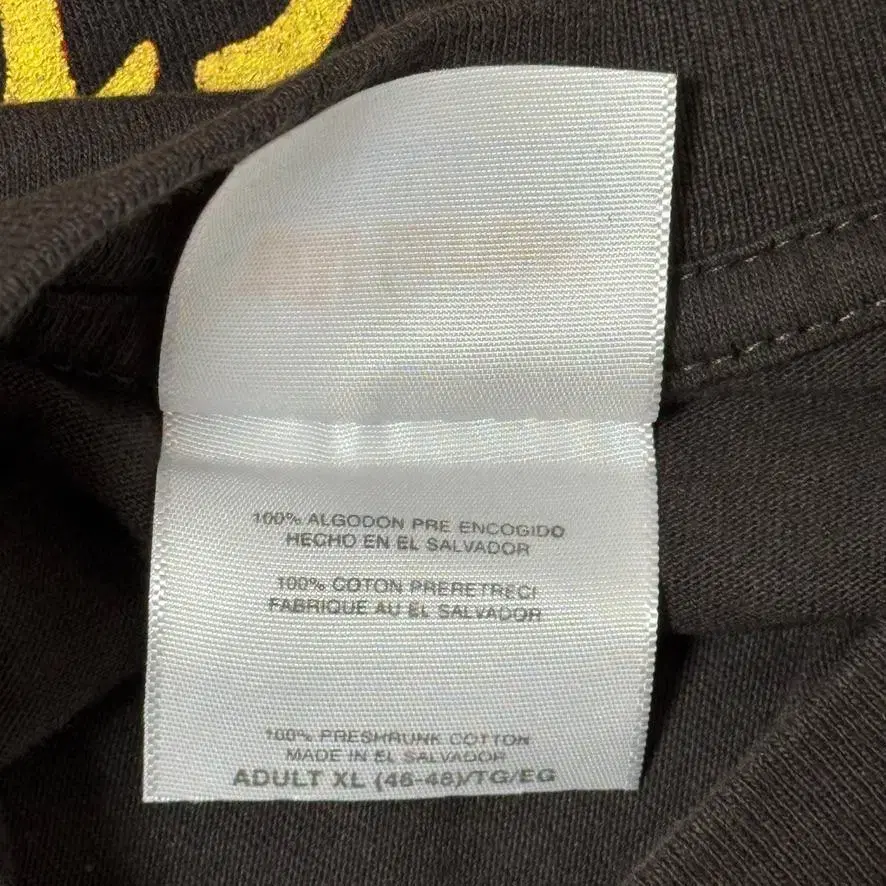 100% ALGODON PRE ENCOGIDO
HECHO EN EL SALVADOR
100% COTON PRERETRECI
FABRIQUE AU EL SALVADOR
100% PRESHRUNK COTTON
MADE IN EL SALVADOR
ADULT XL (46-48)/TG/EG